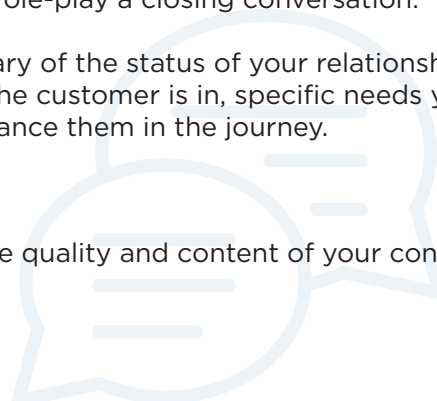 role-play a closing conversation.
ary of the status of your relationsh
he customer is in, specific needs y
ance them in the journey.
e quality and content of your con